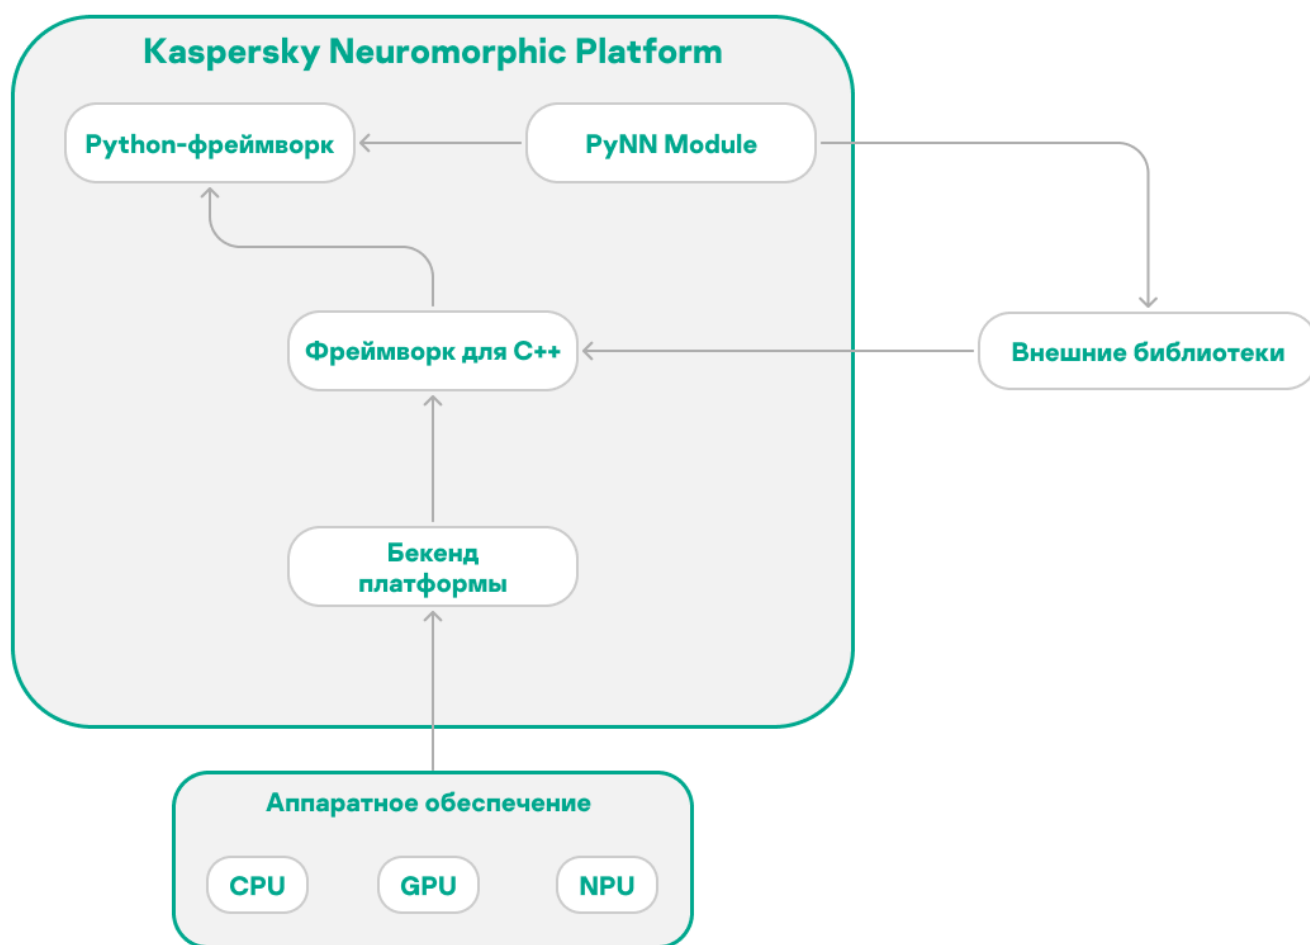 Kaspersky Neuromorphic Platform
Python-фреймворк
PyNN Module
Фреймворк для C++
Внешние библиотеки
Бекенд
платформы
Аппаратное обеспечение
CPU
GPU
NPU